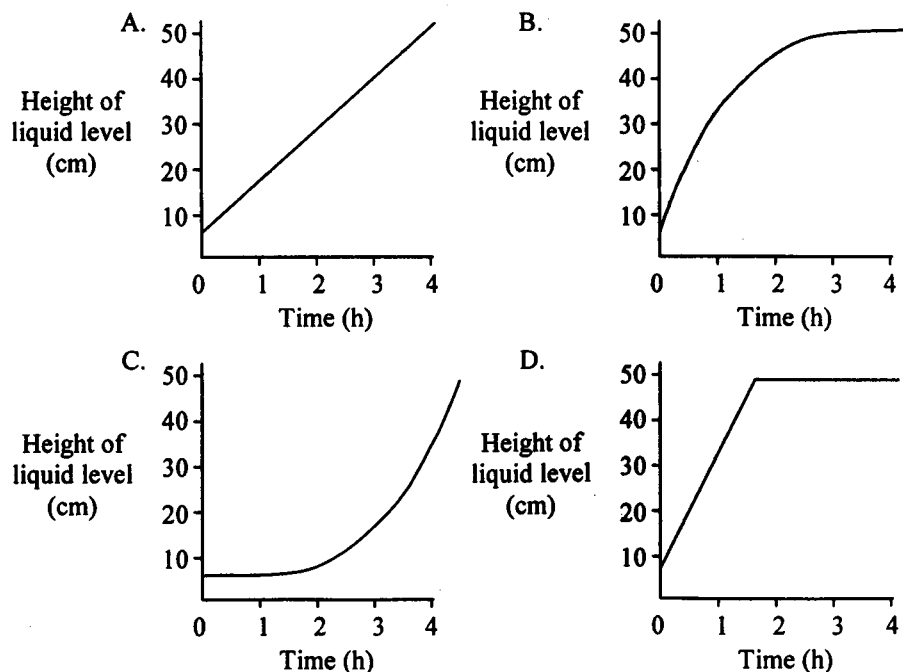 A.
50
40
30
20
10
Height of
liquid level
(cm)
0 1 2 3 4
Time (h)
B.
50
40
30
20
10
Height of
liquid level
(cm)
0 1 2 3 4
Time (h)
C.
50
40
30
20
10
Height of
liquid level
(cm)
0 1 2 3 4
Time (h)
D.
50
40
30
20
10
Height of
liquid level
(cm)
0 1 2 3 4
Time (h)